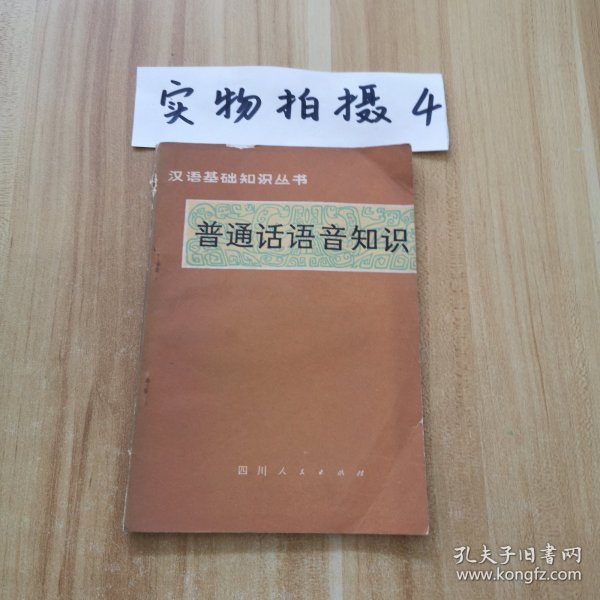 实物拍摄4
汉语基础知识丛书
普通话语音知识
四川人民出版社
孔夫子旧书网
www.kongfz.com